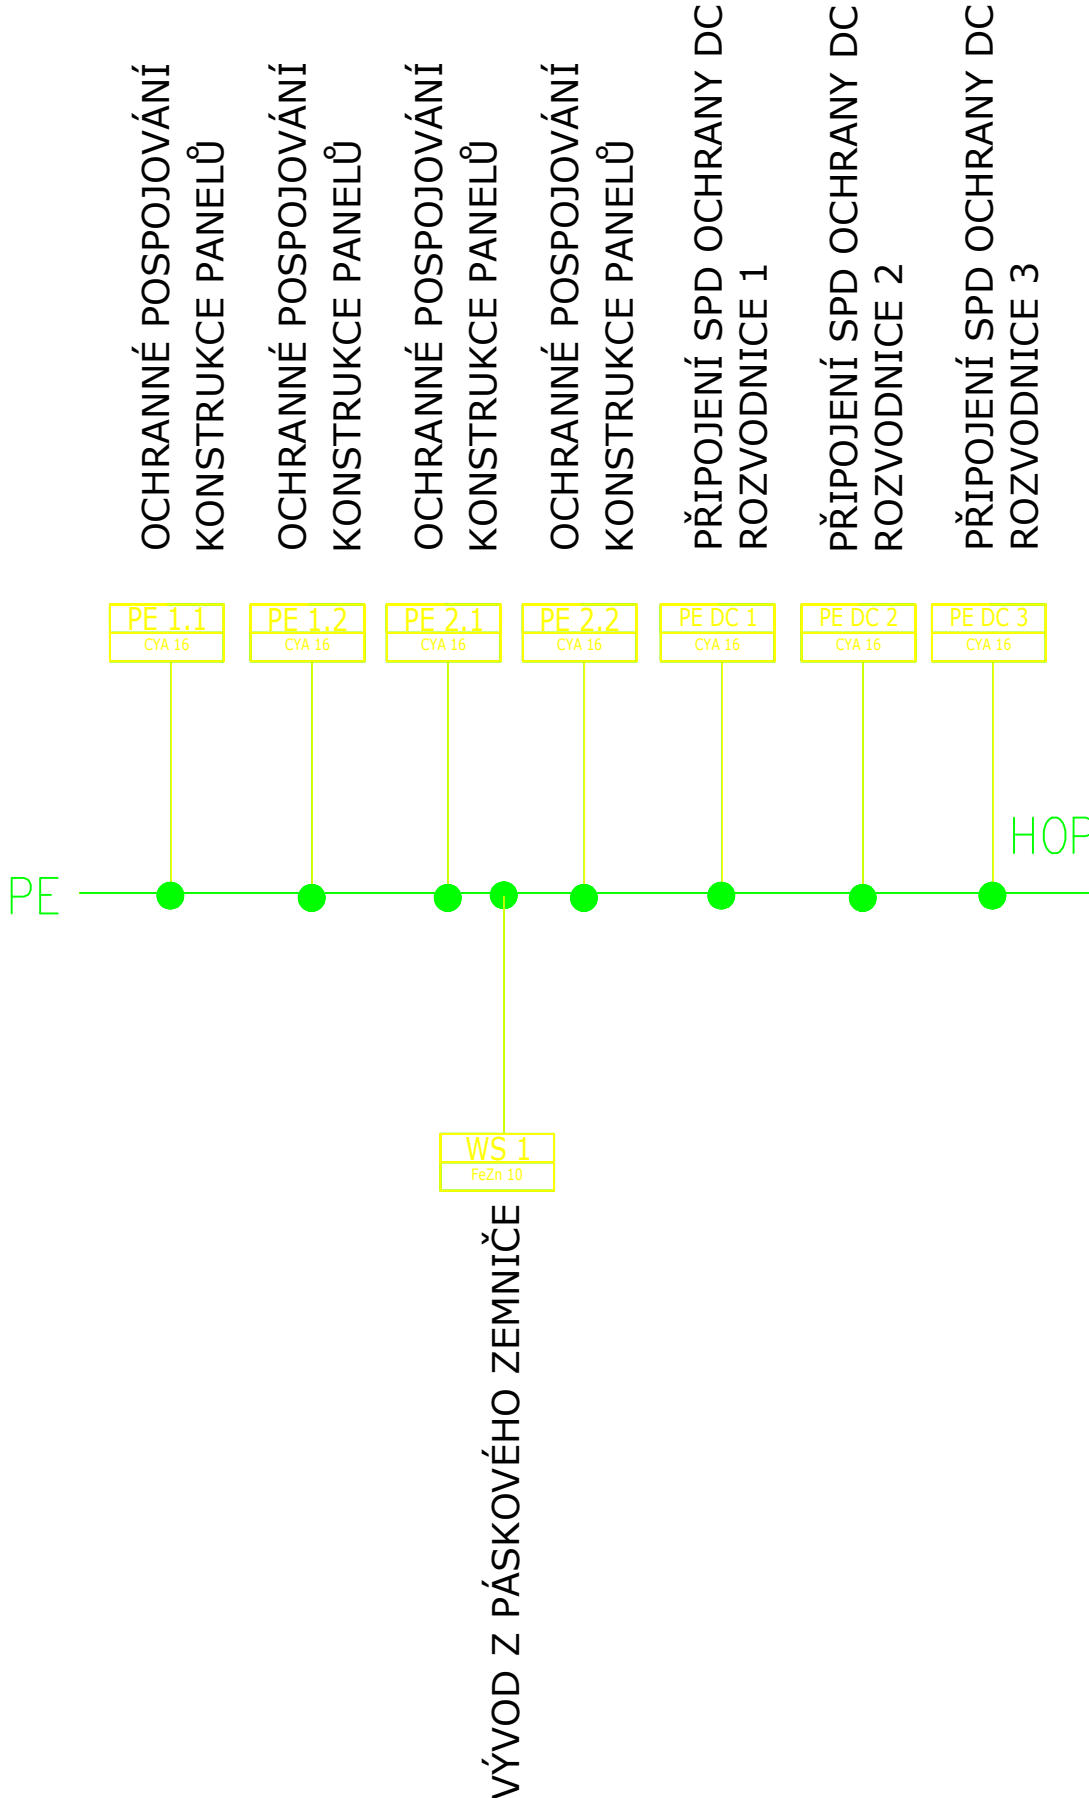 OCHRANNÉ POSPOJOVÁNÍ
KONSTRUKCE PANELŮ
OCHRANNÉ POSPOJOVÁNÍ
KONSTRUKCE PANELŮ
OCHRANNÉ POSPOJOVÁNÍ
KONSTRUKCE PANELŮ
OCHRANNÉ POSPOJOVÁNÍ
KONSTRUKCE PANELŮ
PŘIPOJENÍ SPD OCHRANY DC
ROZVODNICE 1
PŘIPOJENÍ SPD OCHRANY DC
ROZVODNICE 2
PŘIPOJENÍ SPD OCHRANY DC
ROZVODNICE 3
PE 1.1
CYA 16
PE 1.2
CYA 16
PE 2.1
CYA 16
PE 2.2
CYA 16
PE DC 1
CYA 16
PE DC 2
CYA 16
PE DC 3
CYA 16
HOP
PE
WS 1
FeZn 10
VÝVOD Z PÁSKOVÉHO ZEMNIČE